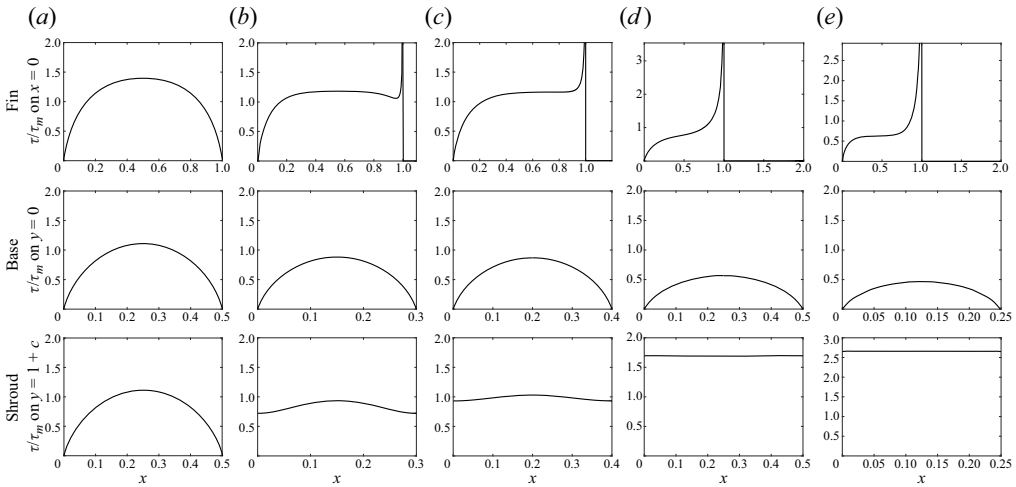 (a) (b) (c) (d) (e)
Fin
τ/τm on x = 0
2.0 2.0 2.0
1.5 1.5 1.5 3 2.5
1.0 1.0 1.0 2 2.0
0.5 0.5 0.5 1 1.5
1.0
0.5
0 0.2 0.4 0.6 0.8 1.0 0 0.2 0.4 0.6 0.8 1.0 0 0.2 0.4 0.6 0.8 1.0 0 0.5 1.0 1.5 2.0 0 0.5 1.0 1.5 2.0
Base
τ/τm on y = 0
2.0 2.0 2.0 2.0 2.0
1.5 1.5 1.5 1.5 1.5
1.0 1.0 1.0 1.0 1.0
0.5 0.5 0.5 0.5 0.5
0 0.1 0.2 0.3 0.4 0.5 0 0.1 0.2 0.3 0 0.1 0.2 0.3 0.4 0 0.1 0.2 0.3 0.4 0.5 0 0.05 0.10 0.15 0.20 0.25
Shroud
τ/τm on y = 1 + c
2.0 2.0 2.0 2.0 3.0
1.5 1.5 1.5 1.5 2.5
1.0 1.0 1.0 1.0 2.0
0.5 0.5 0.5 0.5 1.5
1.0
0.5
0 0.1 0.2 0.3 0.4 0.5 0 0.1 0.2 0.3 0 0.1 0.2 0.3 0.4 0 0.1 0.2 0.3 0.4 0.5 0 0.05 0.10 0.15 0.20 0.25
x x x x x